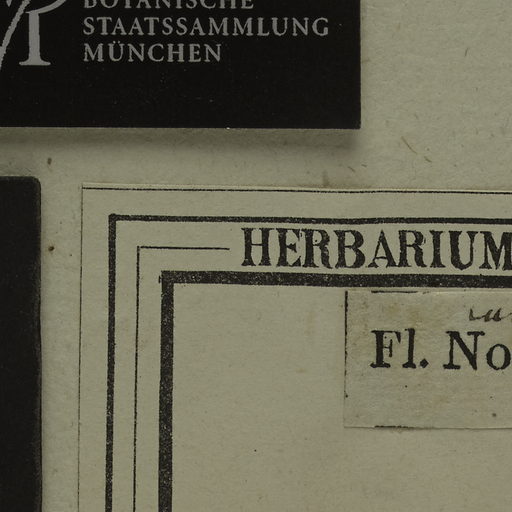 BOTANISCHE
STAATSSAMMLUNG
MÜNCHEN
HERBARIUM
Fl. No